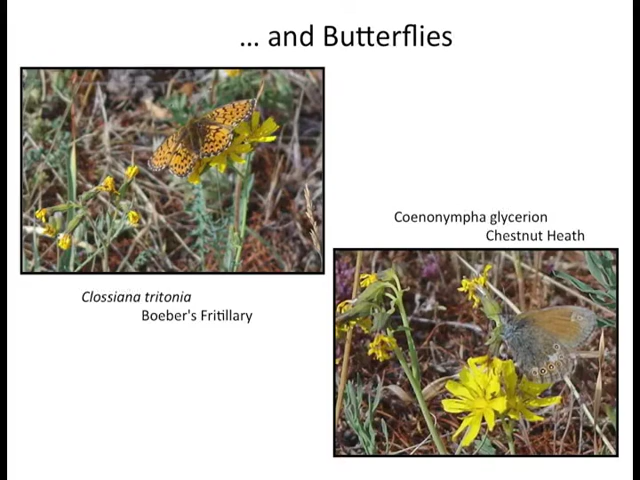 ... and Butterflies
Coenonympha glycerion
Chestnut Heath
Clossiana tritonia
Boeber's Fritillary